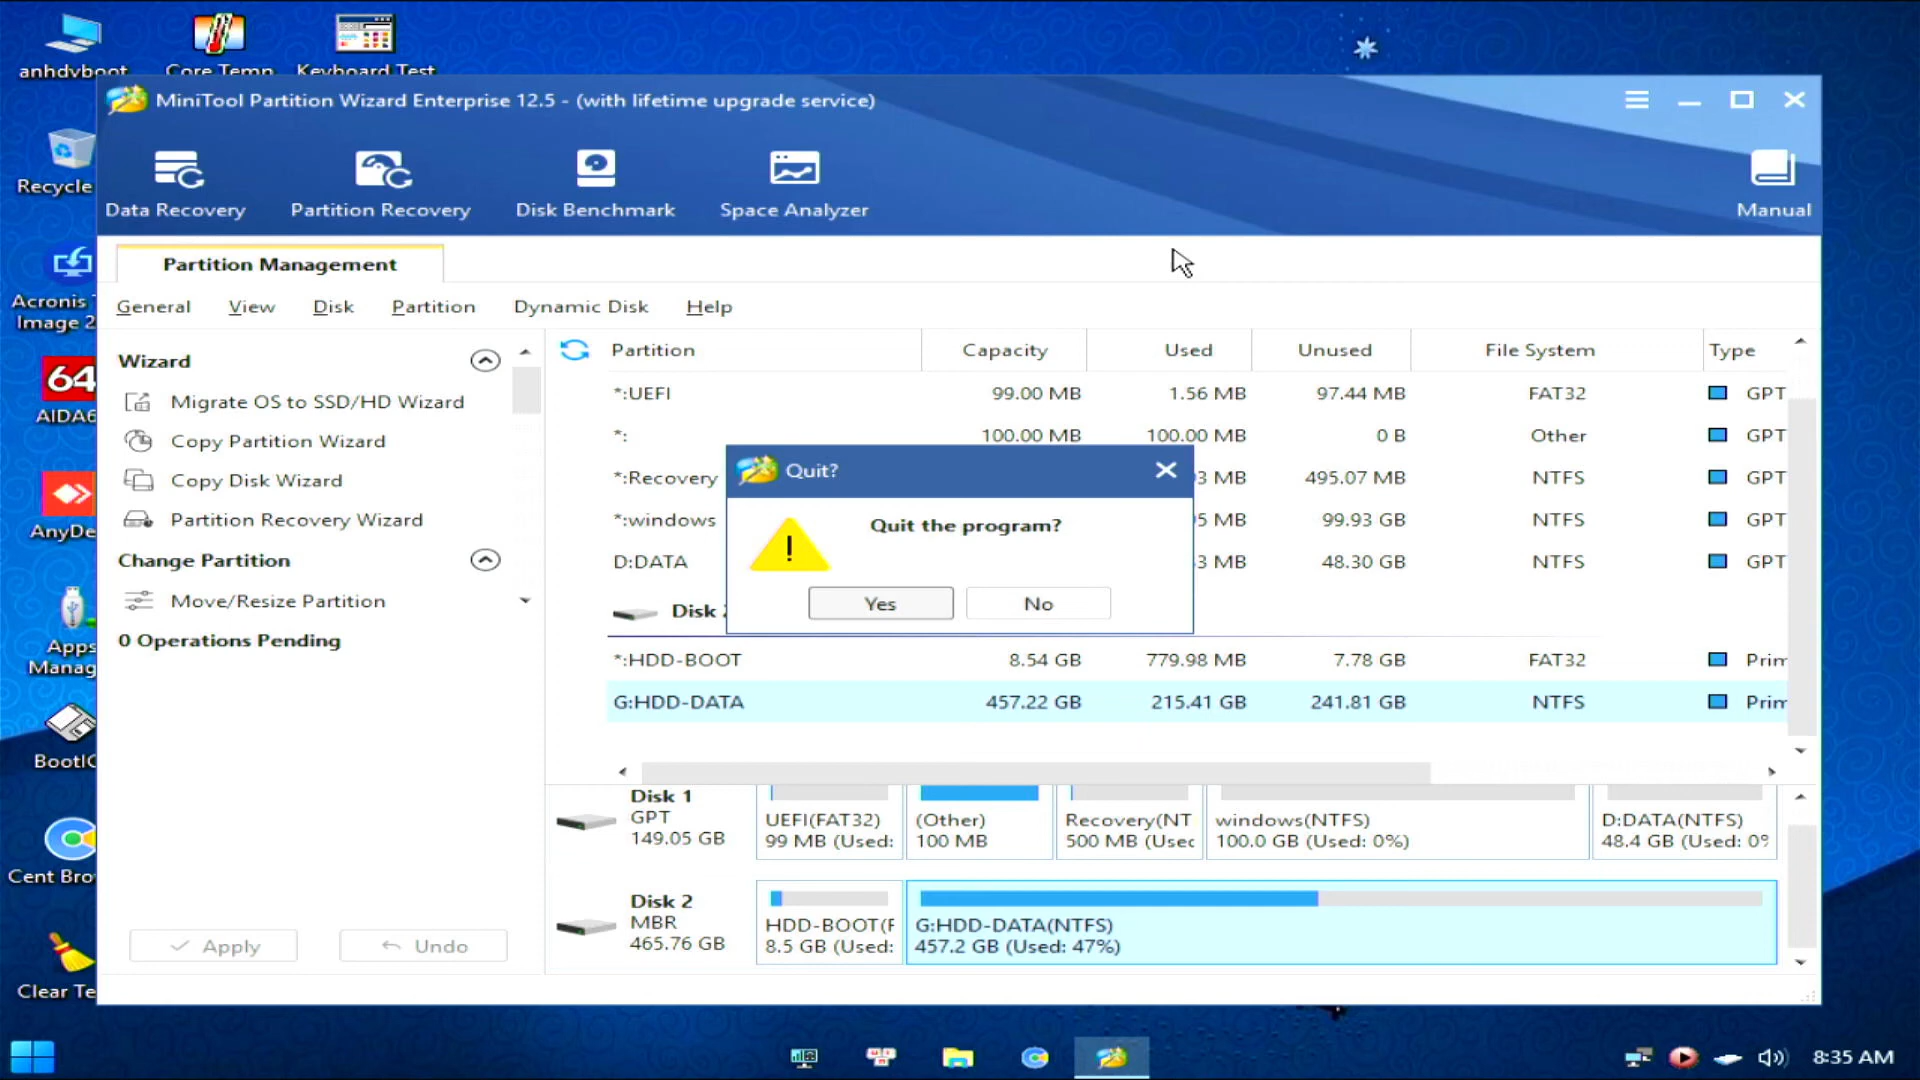 anhdvboot
Core Temp
Keyboard Test
MiniTool Partition Wizard Enterprise 12.5 - (with lifetime upgrade service)
Recycle
Data Recovery
Partition Recovery
Disk Benchmark
Space Analyzer
Manual
Partition Management
Acronis
Image 2
General
View
Disk
Partition
Dynamic Disk
Help
Wizard
Migrate OS to SSD/HD Wizard
Copy Partition Wizard
Copy Disk Wizard
Partition Recovery Wizard
Change Partition
Move/Resize Partition
0 Operations Pending
64
AIDA6
AnyDe
Apps
Manag
BootIC
Cent Bro
Clear Te
Partition Capacity Used Unused File System Type
*:UEFI 99.00 MB 1.56 MB 97.44 MB FAT32 GPT
*: 100.00 MB 100.00 MB 0 B Other GPT
*:Recovery 3 MB 495.07 MB NTFS GPT
*:windows 5 MB 99.93 GB NTFS GPT
D:DATA 3 MB 48.30 GB NTFS GPT
Disk
*:HDD-BOOT 8.54 GB 779.98 MB 7.78 GB FAT32 Prim
G:HDD-DATA 457.22 GB 215.41 GB 241.81 GB NTFS Prim
Quit?
Quit the program?
Yes
No
Disk 1
GPT
149.05 GB
UEFI(FAT32)
99 MB (Used:
(Other)
100 MB
Recovery(NT
500 MB (Used
windows(NTFS)
100.0 GB (Used: 0%)
D:DATA(NTFS)
48.4 GB (Used: 0%
Disk 2
MBR
465.76 GB
HDD-BOOT(F
8.5 GB (Used:
G:HDD-DATA(NTFS)
457.2 GB (Used: 47%)
Apply
Undo
8:35 AM